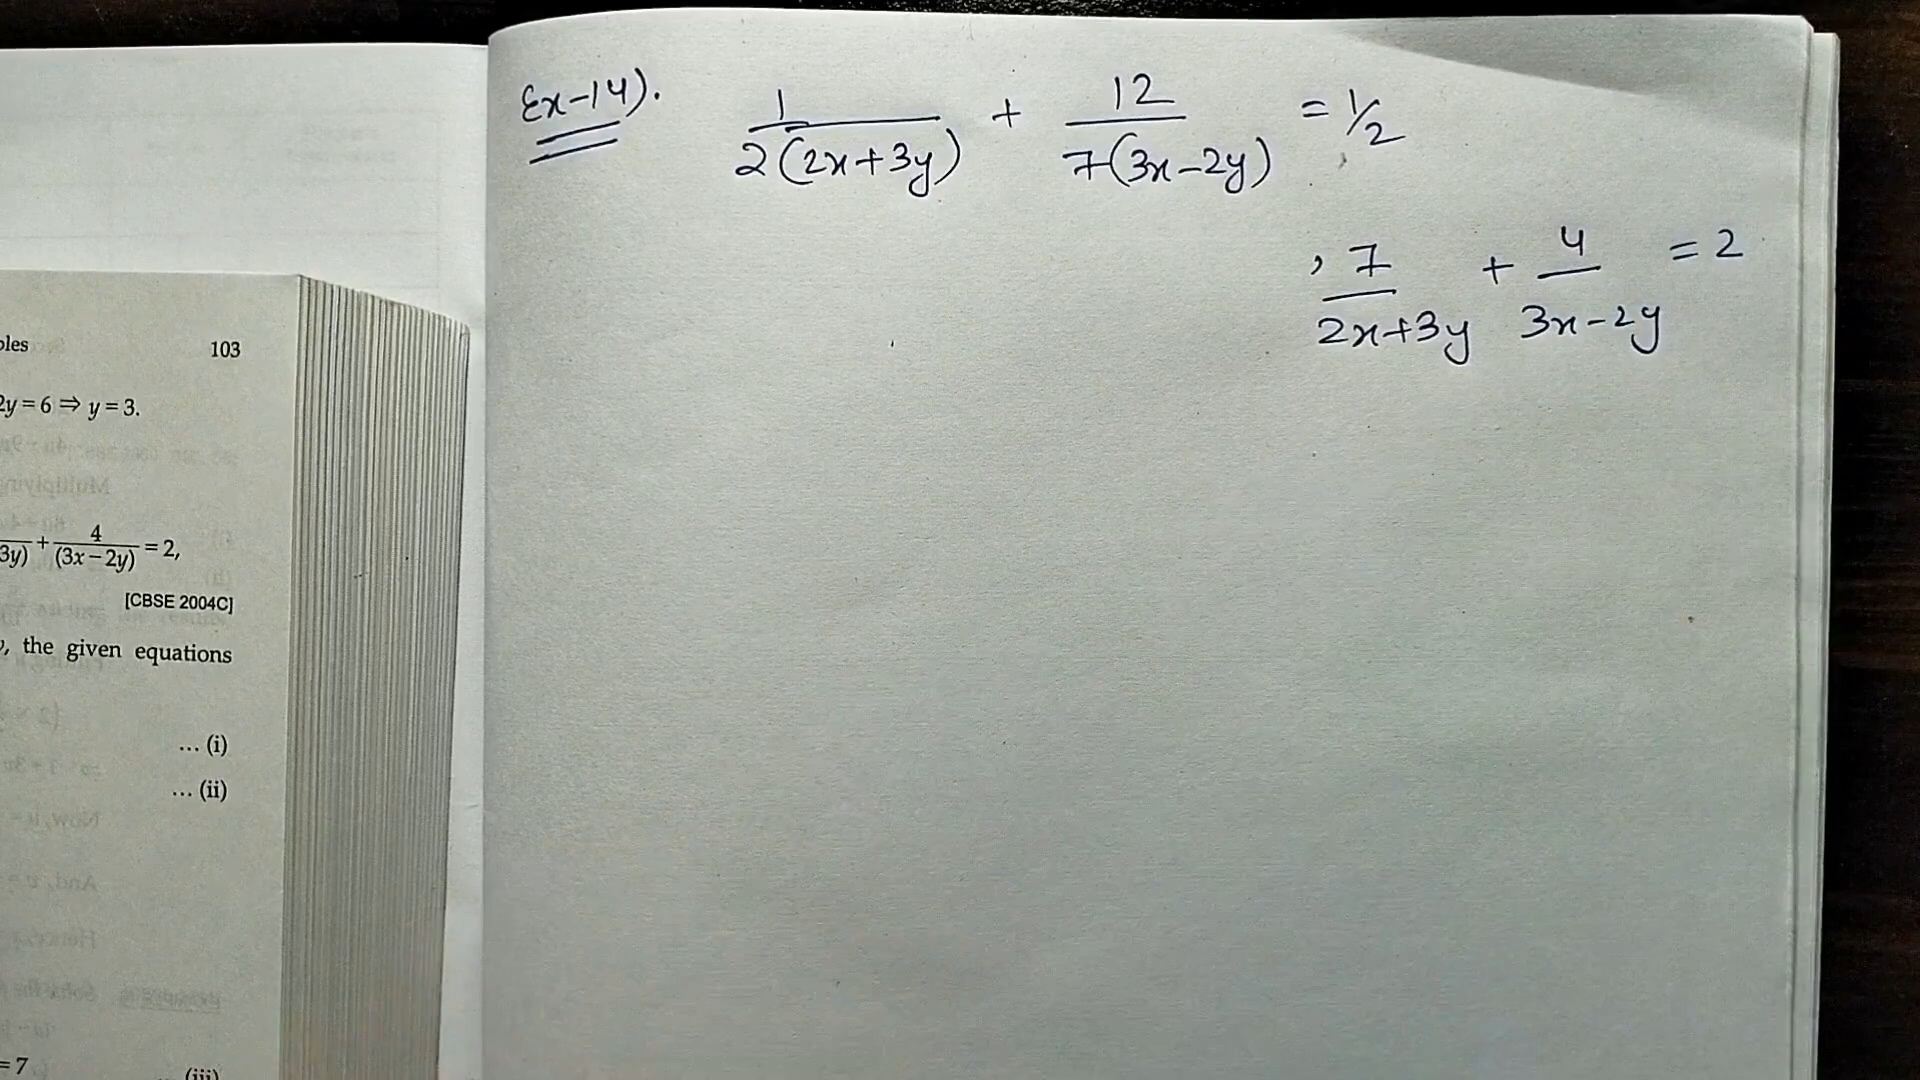 Ex-14). 1/2(2x+3y) + 12/7(3x-2y) = 1/2
, 7/2x+3y + 4/3x-2y = 2
103
2y = 6 ⇒ y = 3.
3y) + 4/(3x – 2y) = 2,
[CBSE 2004C]
, the given equations
... (i)
... (ii)
= 7
(iii)